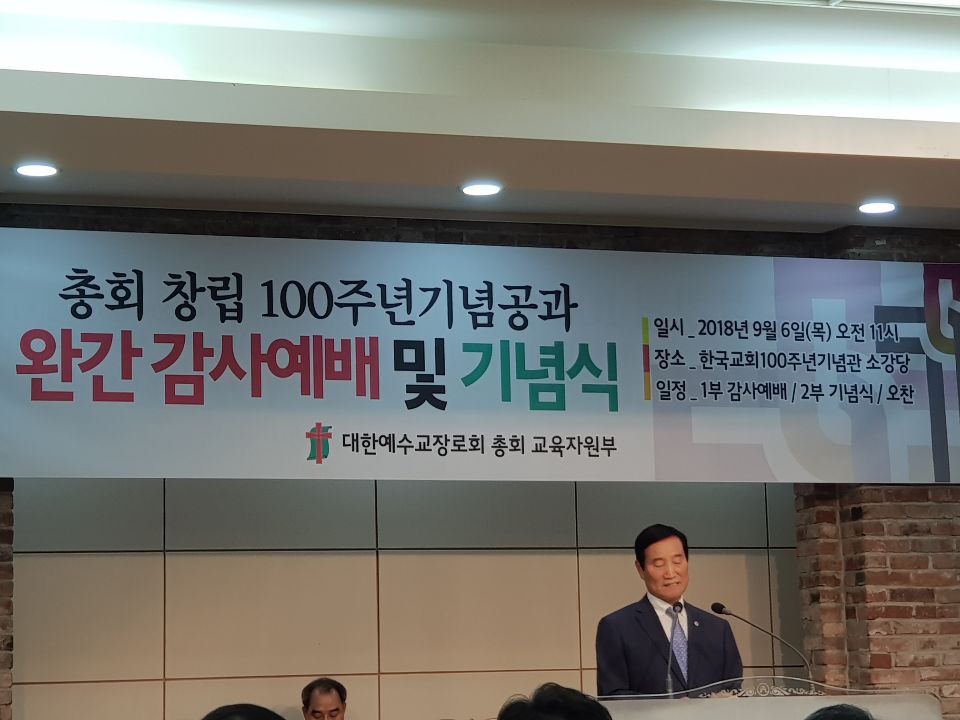 총회 창립 100주년기념공과
완간 감사예배 및 기념식
대한예수교장로회 총회 교육자원부
일시 _ 2018년 9월 6일(목) 오전 11시
장소 _ 한국교회100주년기념관 소강당
일정 _ 1부 감사예배 / 2부 기념식 / 오찬